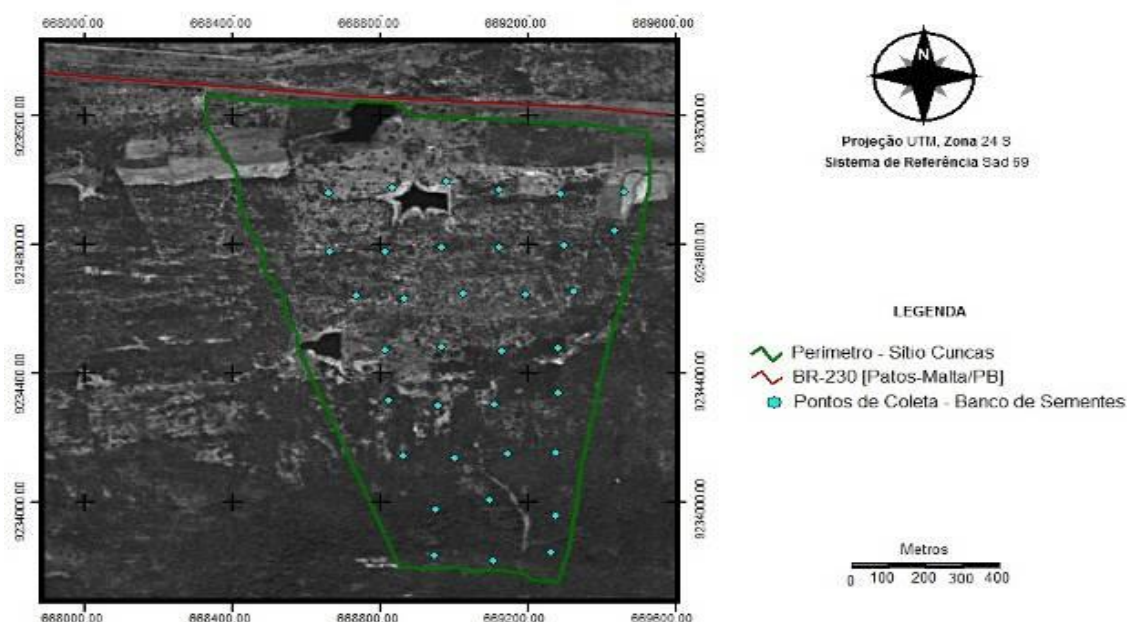 668000.00 668400.00 668800.00 669200.00 669600.00
9235200.00 9235200.00
9234800.00 9234800.00
9234400.00 9234400.00
9234000.00 9234000.00
668000.00 668400.00 668800.00 669200.00 669600.00
N
Projeção UTM, Zona 24 S
Sistema de Referência Sad 69
LEGENDA
Perimetro - Sítio Cuncas
BR-230 [Patos-Malta/PB]
Pontos de Coleta - Banco de Sementes
Metros
0 100 200 300 400